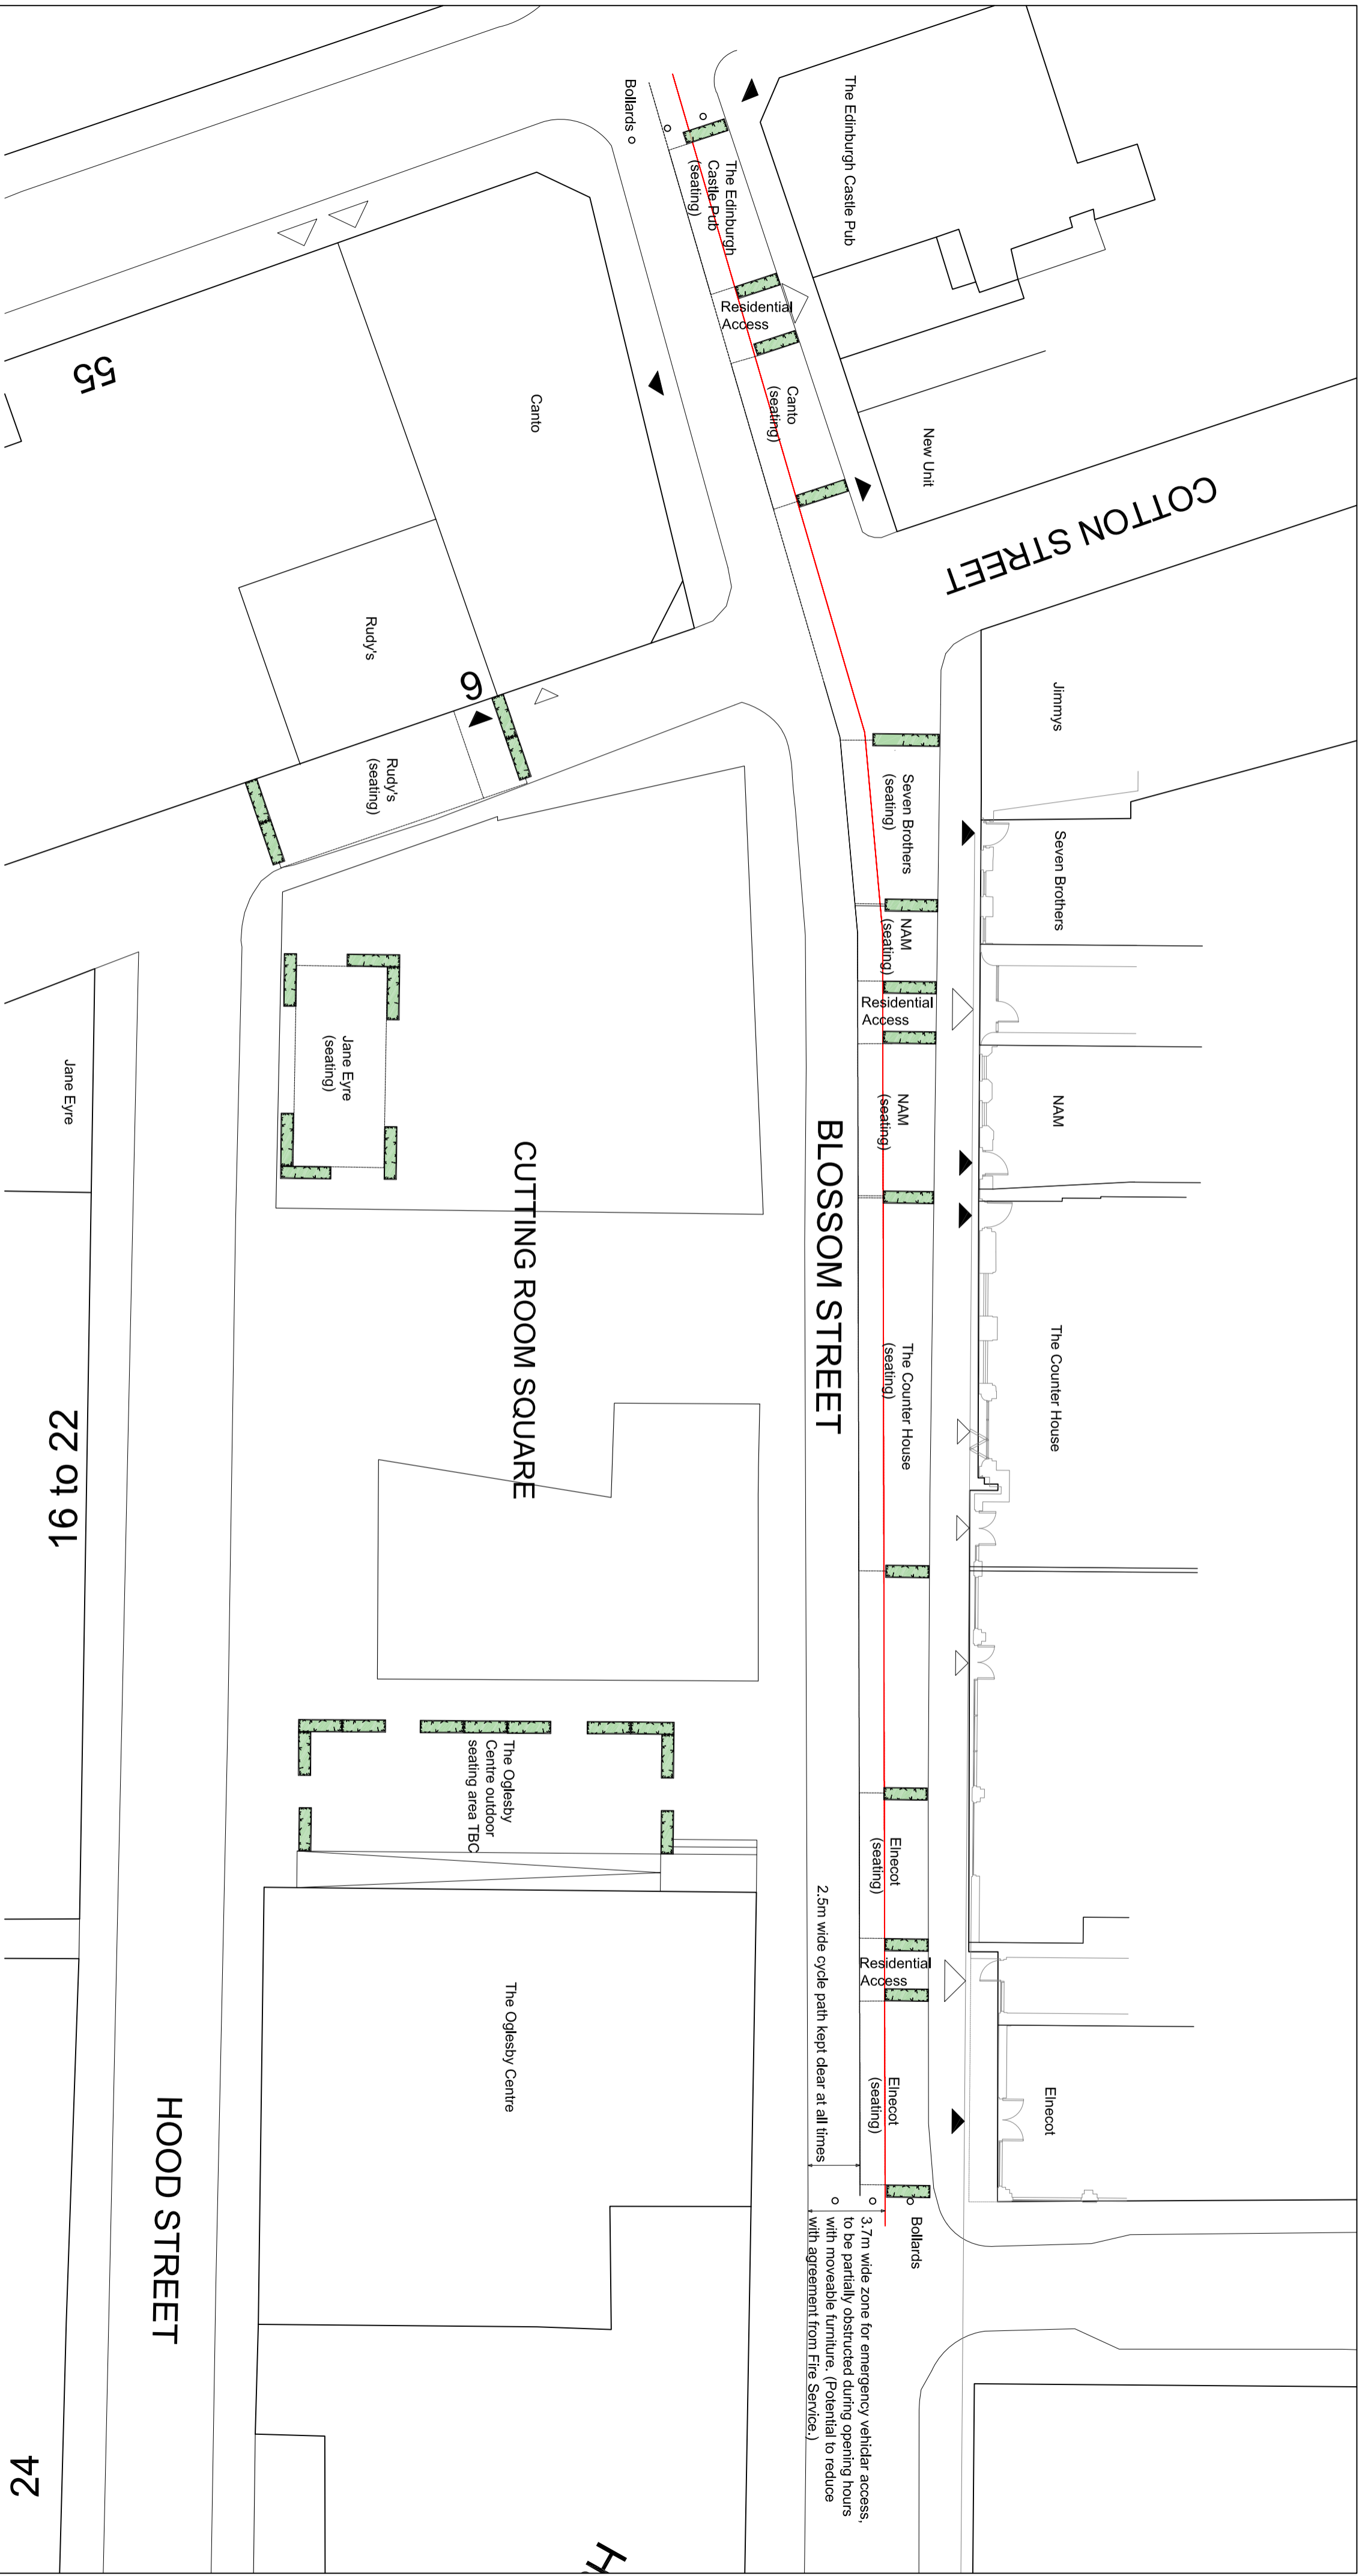 The Edinburgh Castle Pub
New Unit
COTTON STREET
Jimmys
Seven Brothers
NAM
The Counter House
Elnecot
Bollards
The Edinburgh
Castle Pub
(seating)
Residential
Access
Canto
(seating)
Seven Brothers
(seating)
NAM
(seating)
Residential
Access
NAM
(seating)
The Counter House
(seating)
Elnecot
(seating)
Residential
Access
Elnecot
(seating)
Bollards
3.7m wide zone for emergency vehiclar access,
to be partially obstructed during opening hours
with moveable furniture. (Potential to reduce
with agreement from Fire Service.)
BLOSSOM STREET
2.5m wide cycle path kept clear at all times
Canto
55
Rudy's
6
Rudy's
(seating)
CUTTING ROOM SQUARE
Jane Eyre
(seating)
The Oglesby
Centre outdoor
seating area TBC
The Oglesby Centre
H
Jane Eyre
16 to 22
HOOD STREET
24